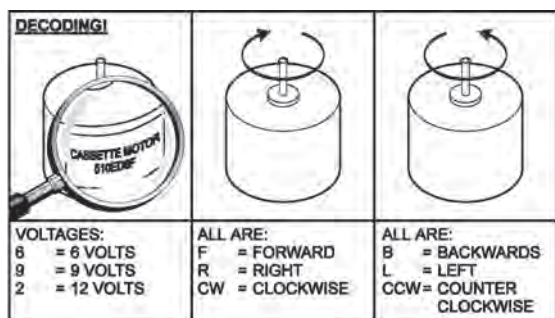 DECODING!
CASSETTE MOTOR
VOLTAGES:
6 = 6 VOLTS
9 = 9 VOLTS
2 = 12 VOLTS
ALL ARE:
F = FORWARD
R = RIGHT
CW = CLOCKWISE
ALL ARE:
B = BACKWARDS
L = LEFT
CCW= COUNTER
CLOCKWISE